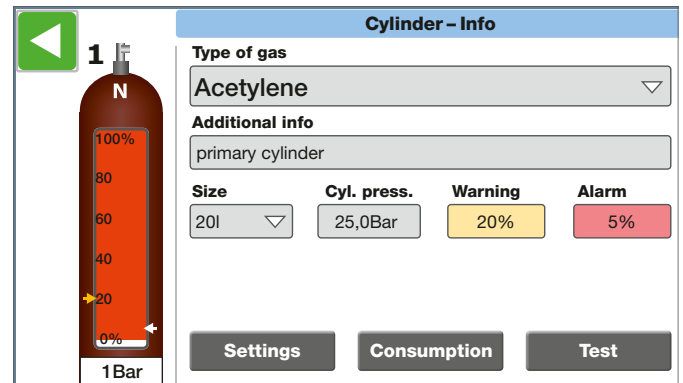 Cylinder – Info
1
N
100%
80
60
40
20
0%
1Bar
Type of gas
Acetylene
Additional info
primary cylinder
Size Cyl. press. Warning Alarm
20l 25,0Bar 20% 5%
Settings Consumption Test